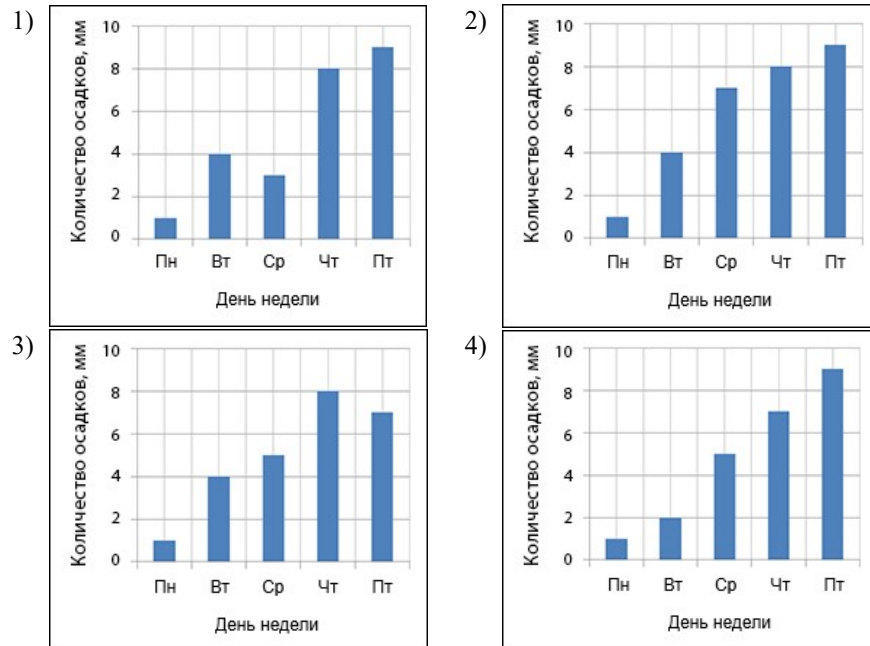 1)
Количество осадков, мм
10
8
6
4
2
0
Пн Вт Ср Чт Пт
День недели
2)
Количество осадков, мм
10
8
6
4
2
0
Пн Вт Ср Чт Пт
День недели
3)
Количество осадков, мм
10
8
6
4
2
0
Пн Вт Ср Чт Пт
День недели
4)
Количество осадков, мм
10
8
6
4
2
0
Пн Вт Ср Чт Пт
День недели